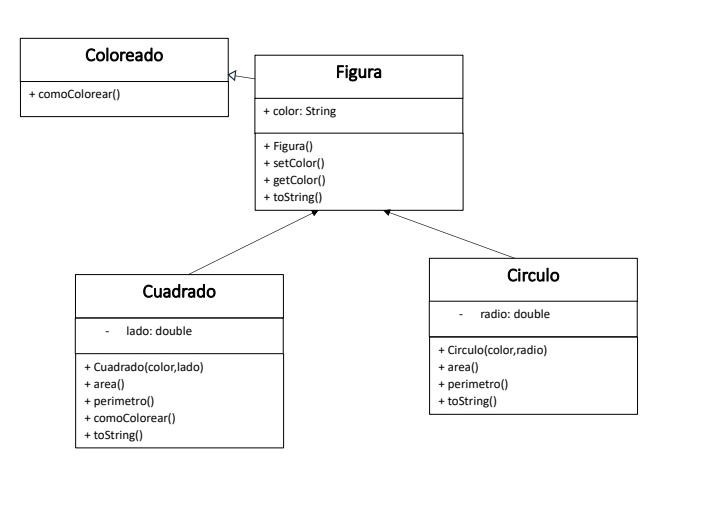 Coloreado
+ comoColorear()
Figura
+ color: String
+ Figura()
+ setColor()
+ getColor()
+ toString()
Cuadrado
- lado: double
+ Cuadrado(color,lado)
+ area()
+ perimetro()
+ comoColorear()
+ toString()
Circulo
- radio: double
+ Circulo(color,radio)
+ area()
+ perimetro()
+ toString()